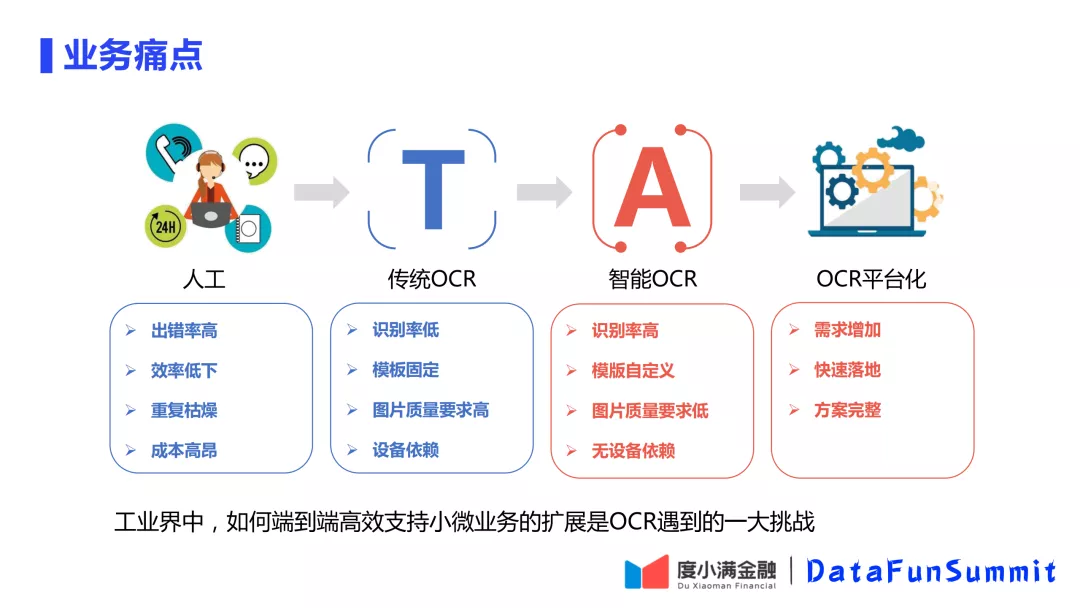 业务痛点
24H
T
A
人工
传统OCR
智能OCR
OCR平台化
出错率高
效率低下
重复枯燥
成本高昂
识别率低
模板固定
图片质量要求高
设备依赖
识别率高
模版自定义
图片质量要求低
无设备依赖
需求增加
快速落地
方案完整
工业界中，如何端到端高效支持小微业务的扩展是OCR遇到的一大挑战
度小满金融
Du Xiaoman Financial
DataFunSummit